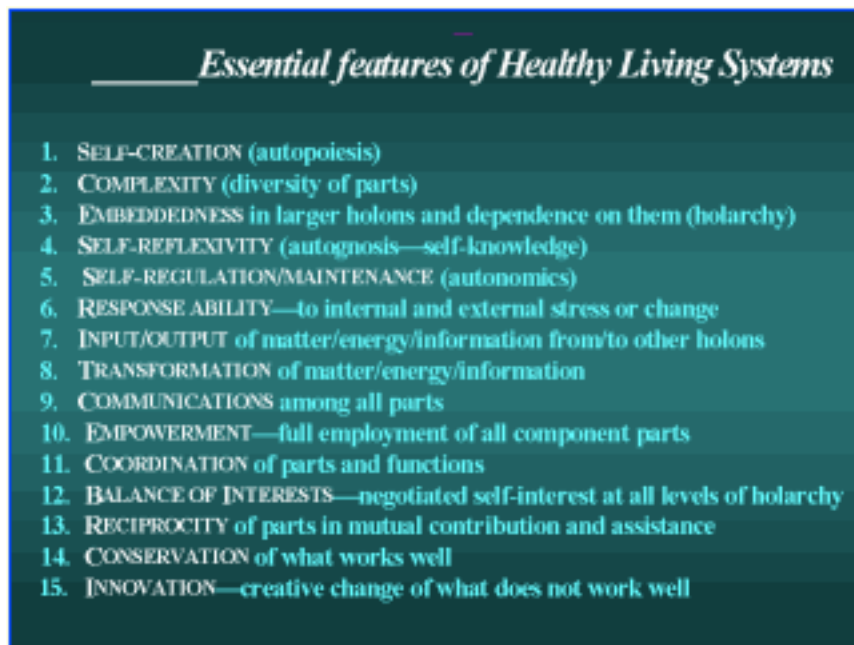 Essential features of Healthy Living Systems
1. SELF-CREATION (autopoiesis)
2. COMPLEXITY (diversity of parts)
3. EMBEDDEDNESS in larger holons and dependence on them (holarchy)
4. SELF-REFLEXIVITY (autognosis—self-knowledge)
5. SELF-REGULATION/MAINTENANCE (autonomics)
6. RESPONSE ABILITY—to internal and external stress or change
7. INPUT/OUTPUT of matter/energy/information from/to other holons
8. TRANSFORMATION of matter/energy/information
9. COMMUNICATIONS among all parts
10. EMPOWERMENT—full employment of all component parts
11. COORDINATION of parts and functions
12. BALANCE OF INTERESTS—negotiated self-interest at all levels of holarchy
13. RECIPROCITY of parts in mutual contribution and assistance
14. CONSERVATION of what works well
15. INNOVATION—creative change of what does not work well